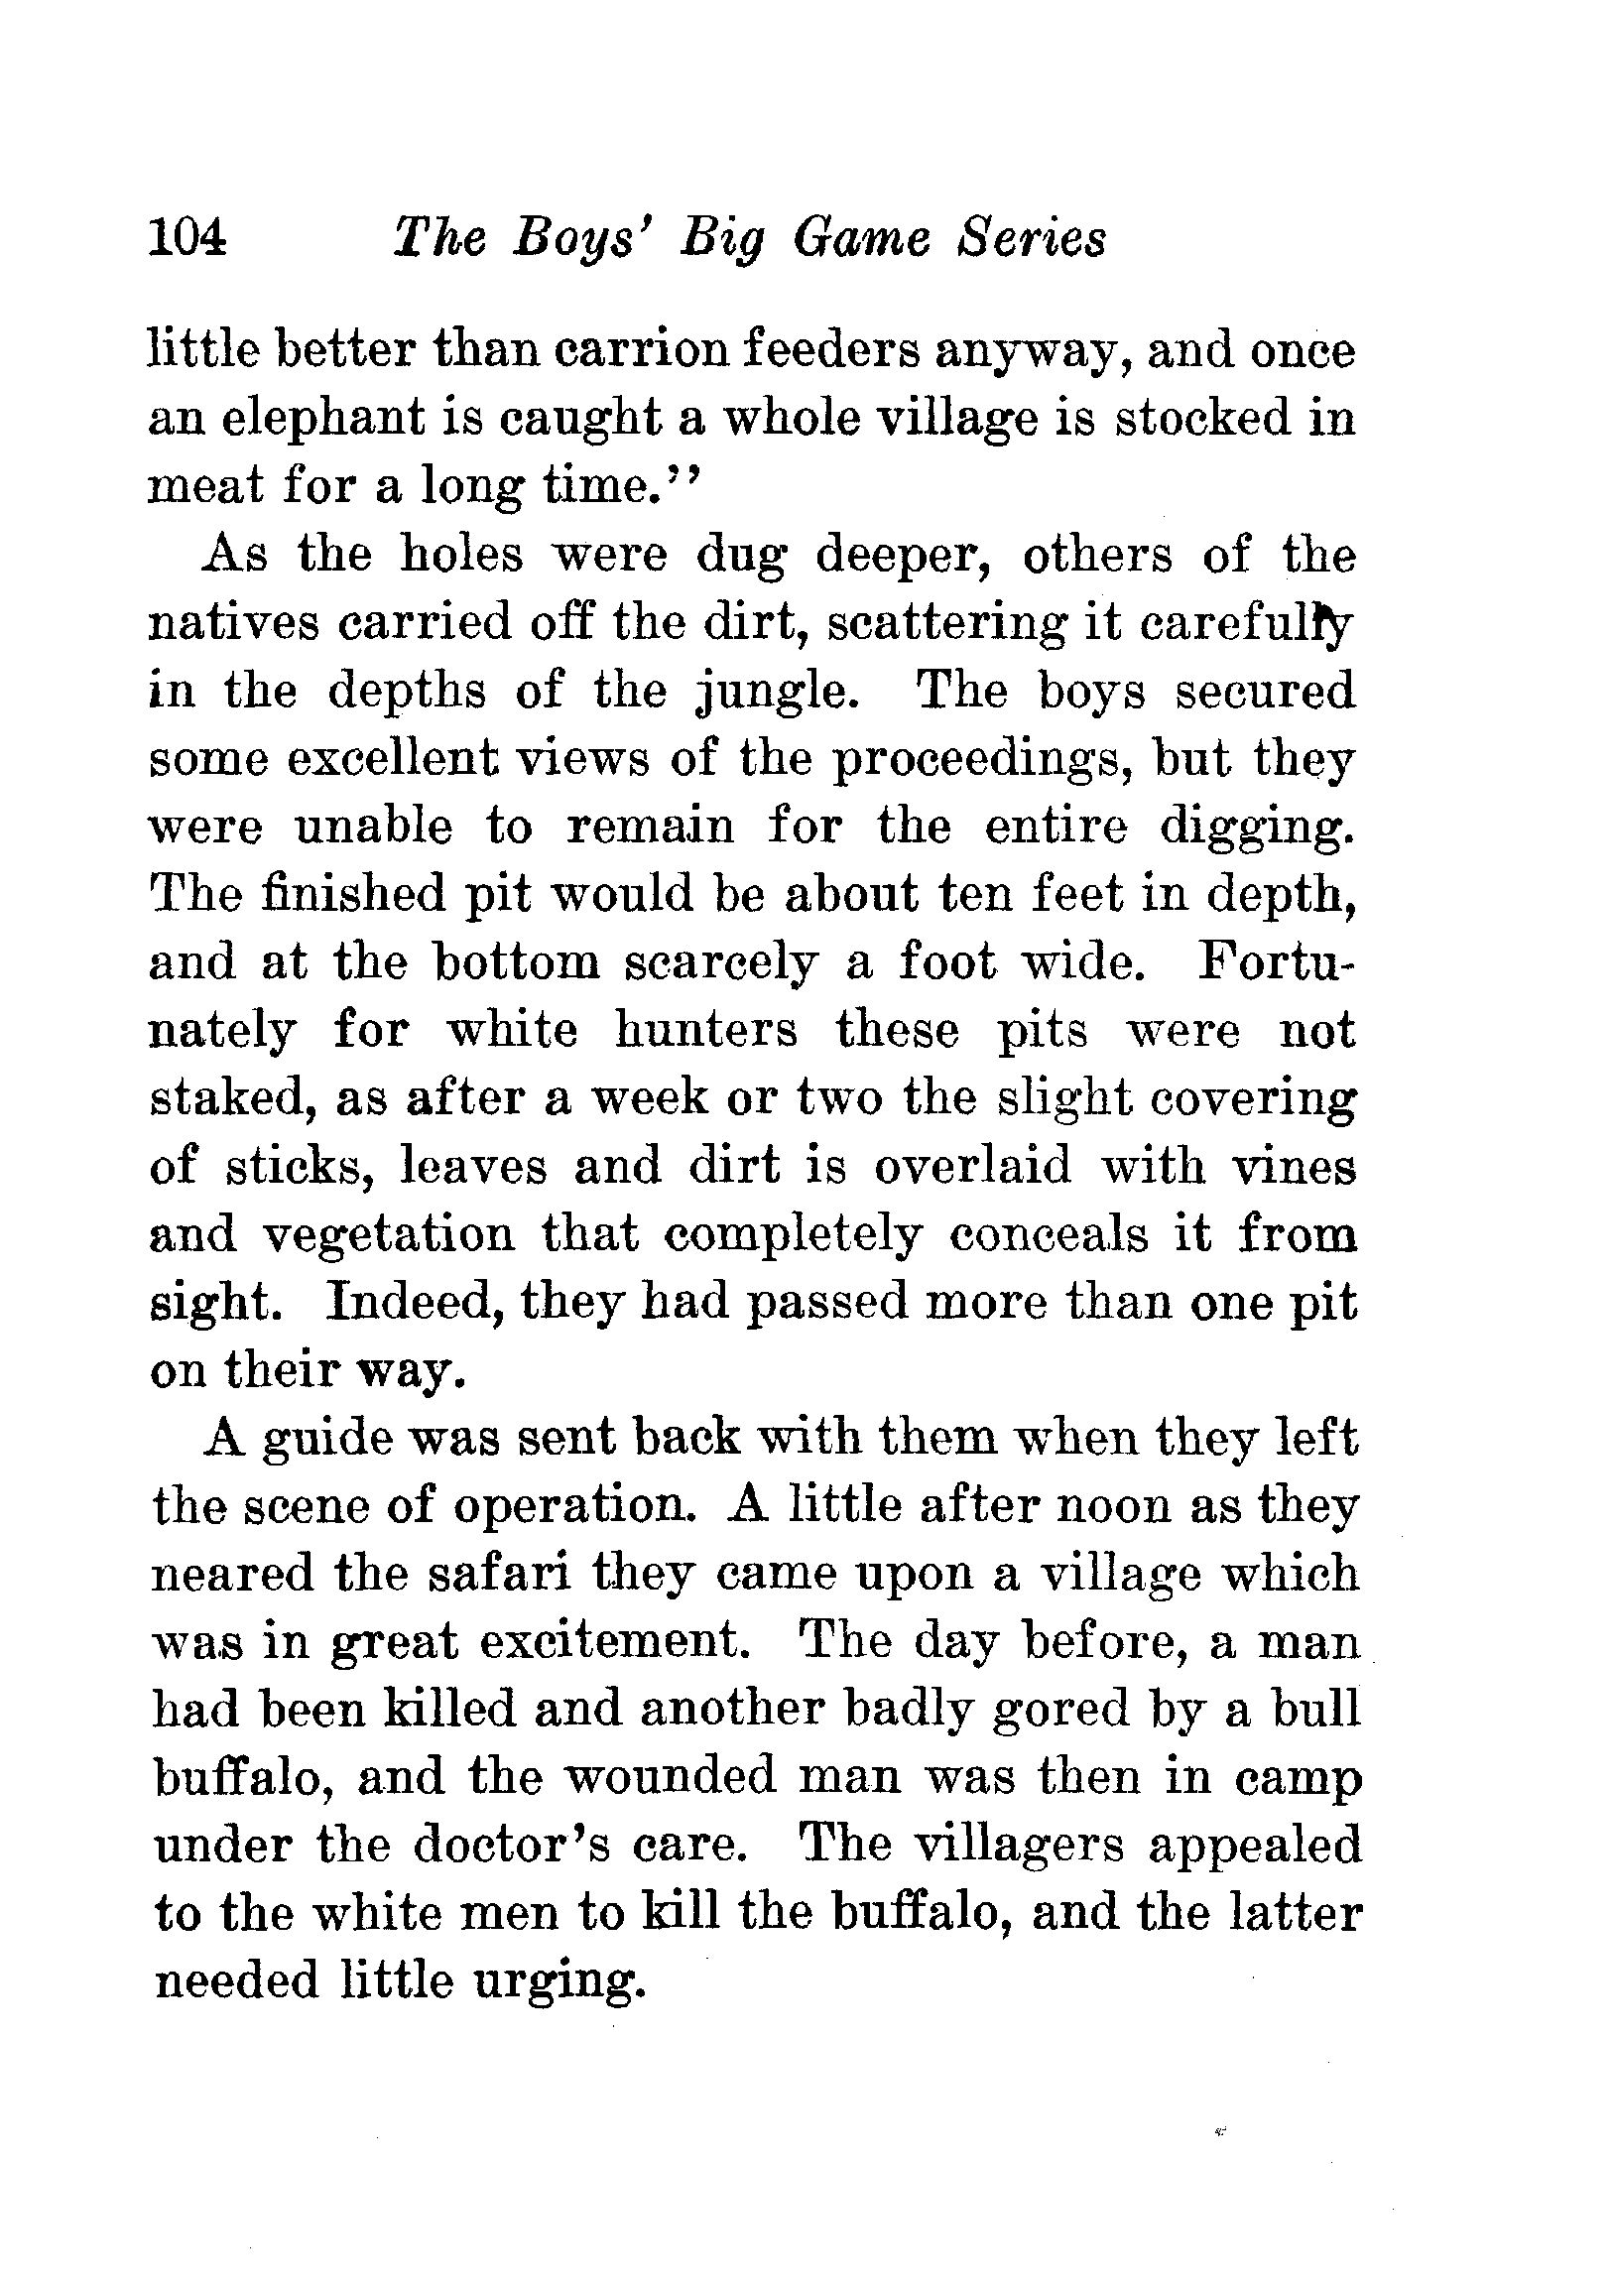 104 The Boys' Big Game Series
little better than carrion feeders anyway, and once
an elephant is caught a whole village is stocked in
meat for a long time.''
As the holes were dug deeper, others of the
natives carried off the dirt, scattering it carefully
in the depths of the jungle. The boys secured
some excellent views of the proceedings, but they
were unable to remain for the entire digging.
The finished pit would be about ten feet in depth,
and at the bottom scarcely a foot wide. Fortu-
nately for white hunters these pits were not
staked, as after a week or two the slight covering
of sticks, leaves and dirt is overlaid with vines
and vegetation that completely conceals it from
sight. Indeed, they had passed more than one pit
on their way.
A guide was sent back with them when they left
the scene of operation. A little after noon as they
neared the safari they came upon a village which
was in great excitement. The day before, a man
had been killed and another badly gored by a bull
buffalo, and the wounded man was then in camp
under the doctor's care. The villagers appealed
to the white men to kill the buffalo, and the latter
needed little urging.